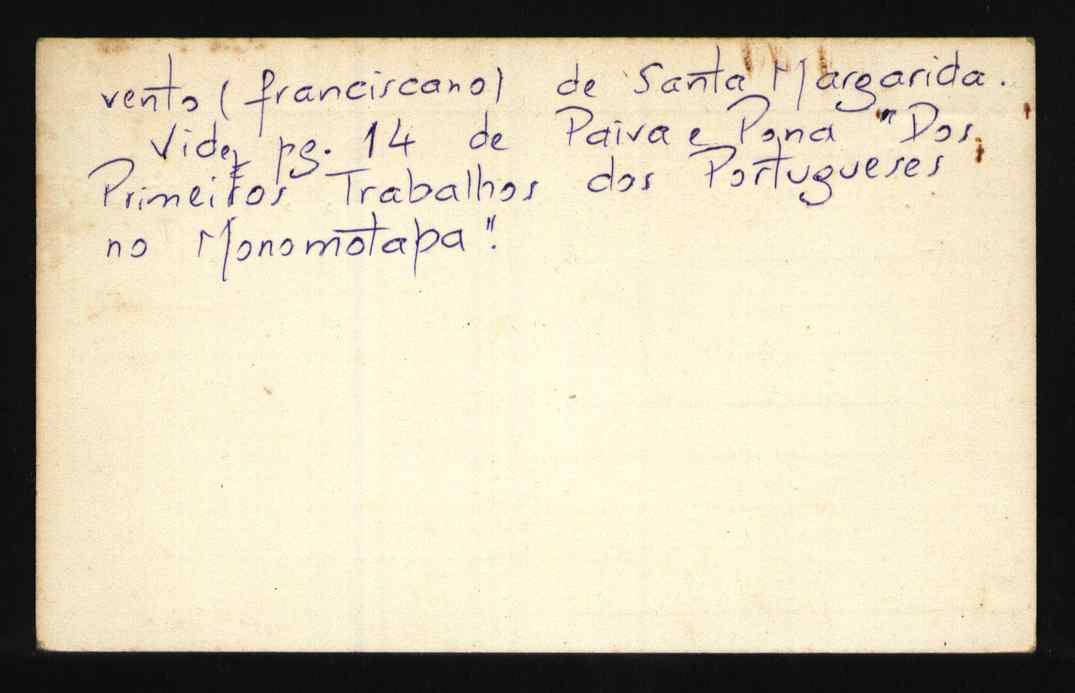 vento (franciscano) de Santa Margarida.
Vide, pg. 14 de Paiva e Pona "Dos
Primeiros Trabalhos dos Portugueses
no Monomotapa".